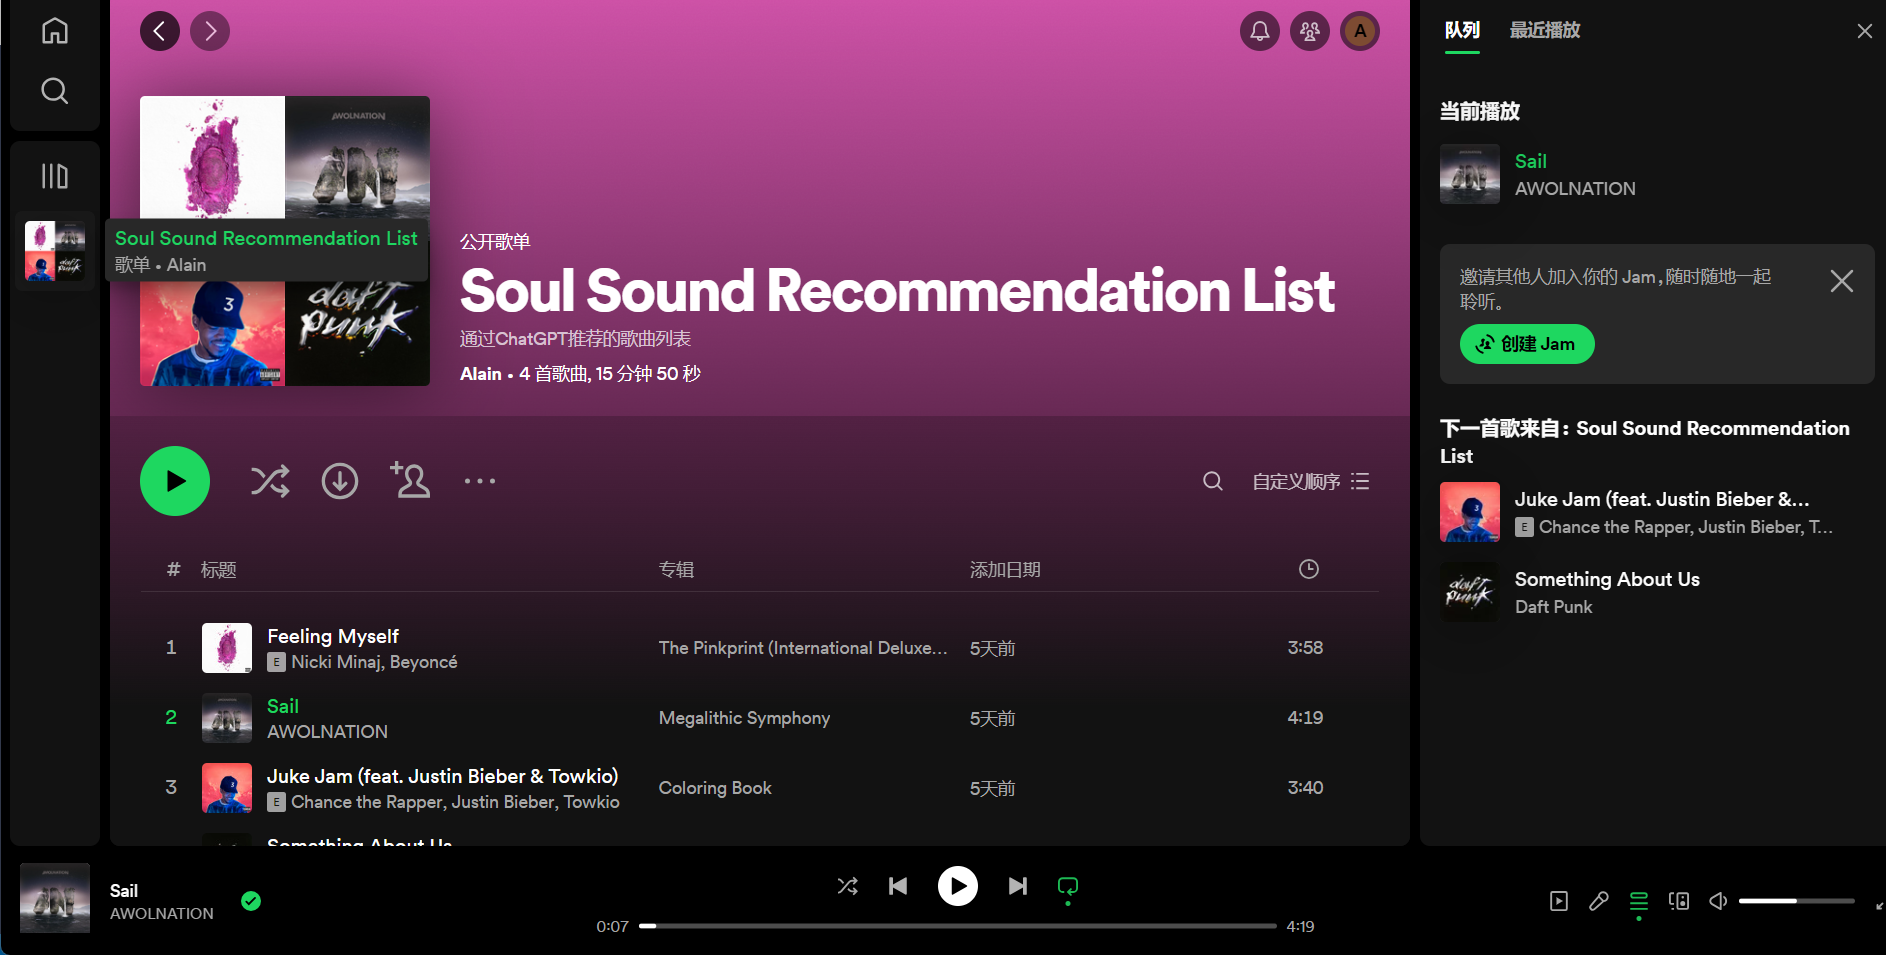 A
AWOLNATION
3
daft
punk
Soul Sound Recommendation List
歌单 • Alain
公开歌单
Soul Sound Recommendation List
通过ChatGPT推荐的歌曲列表
Alain • 4 首歌曲, 15 分钟 50 秒
自定义顺序
# 标题 专辑 添加日期
1 Feeling Myself The Pinkprint (International Deluxe... 5天前 3:58
E Nicki Minaj, Beyoncé
2 Sail Megalithic Symphony 5天前 4:19
AWOLNATION
3 Juke Jam (feat. Justin Bieber & Towkio) Coloring Book 5天前 3:40
E Chance the Rapper, Justin Bieber, Towkio
Something About Us
队列 最近播放
当前播放
Sail
AWOLNATION
邀请其他人加入你的 Jam，随时随地一起
聆听。
创建 Jam
下一首歌来自：Soul Sound Recommendation
List
Juke Jam (feat. Justin Bieber &...
E Chance the Rapper, Justin Bieber, T...
Something About Us
Daft Punk
Sail
AWOLNATION
0:07 4:19